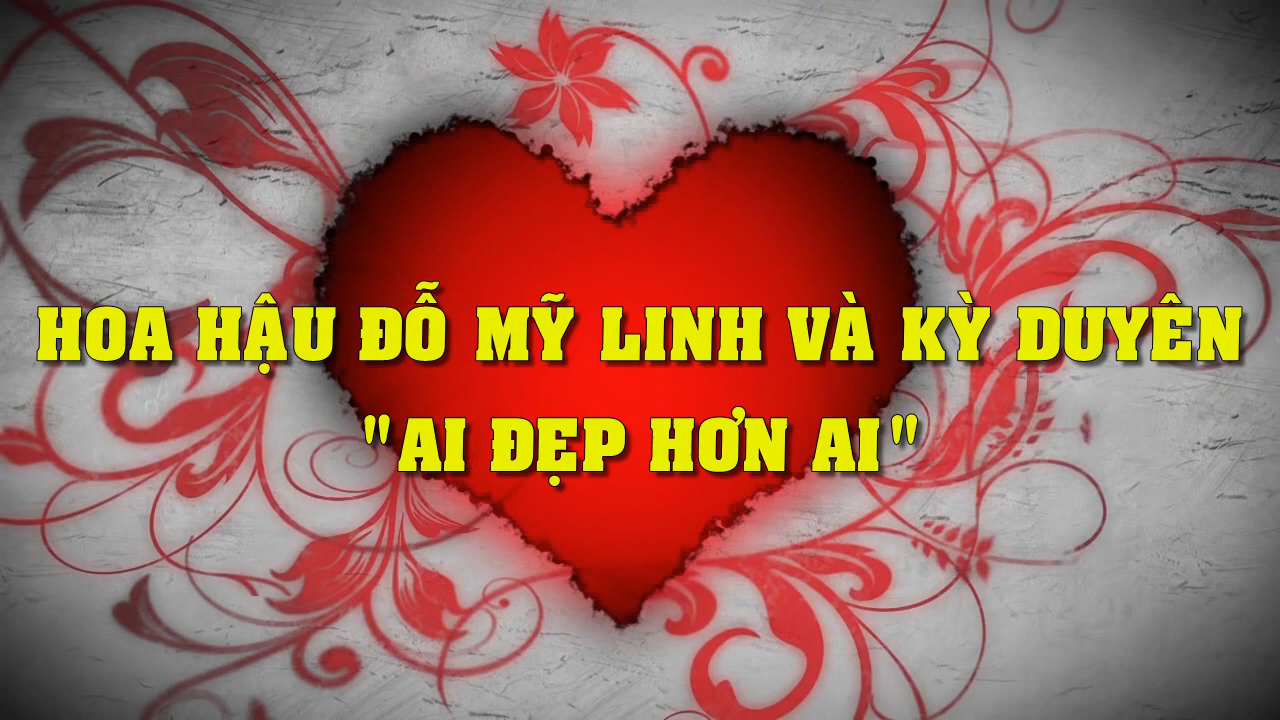 HOA HẬU ĐỖ MỸ LINH VÀ KỲ DUYÊN
"AI ĐẸP HƠN AI"